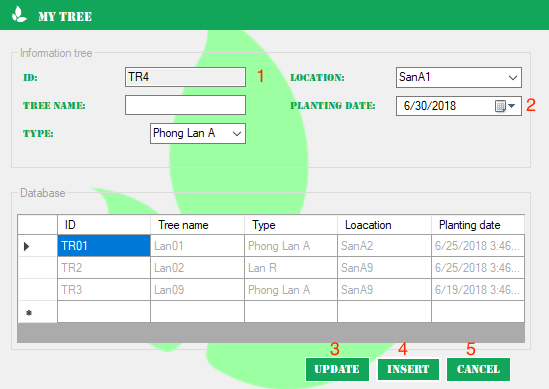 MY TREE
Information tree
ID: TR4 1 LOCATION: SanA1
TREE NAME: PLANTING DATE: 6/30/2018 2
TYPE: Phong Lan A
Database
ID Tree name Type Loacation Planting date
TR01 Lan01 Phong Lan A SanA2 6/25/2018 3:46...
TR2 Lan02 Lan R SanA9 6/25/2018 3:46...
TR3 Lan09 Phong Lan A SanA9 6/19/2018 3:46...
*
3 4 5
UPDATE INSERT CANCEL